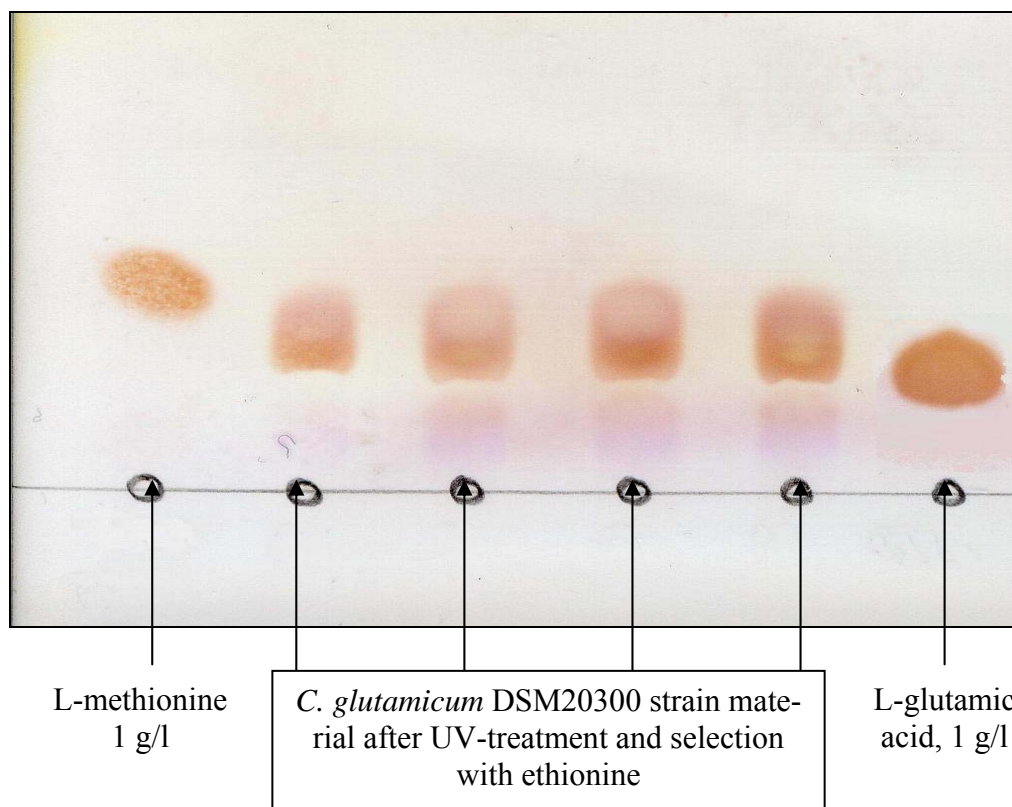 L-methionine
1 g/l
C. glutamicum DSM20300 strain mate-
rial after UV-treatment and selection
with ethionine
L-glutamic
acid, 1 g/l